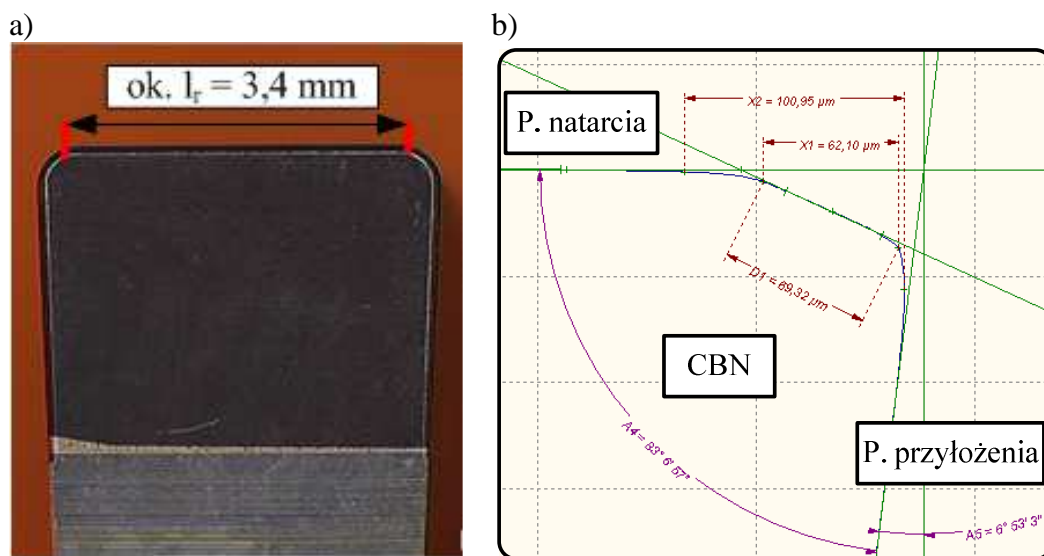 a)
b)
ok. lᵣ = 3,4 mm
X2 = 100,95 µm
P. natarcia
X1 = 62,10 µm
D1 = 69,32 µm
CBN
A4 = 83° 6' 57"
P. przyłożenia
A5 = 6° 53' 3"